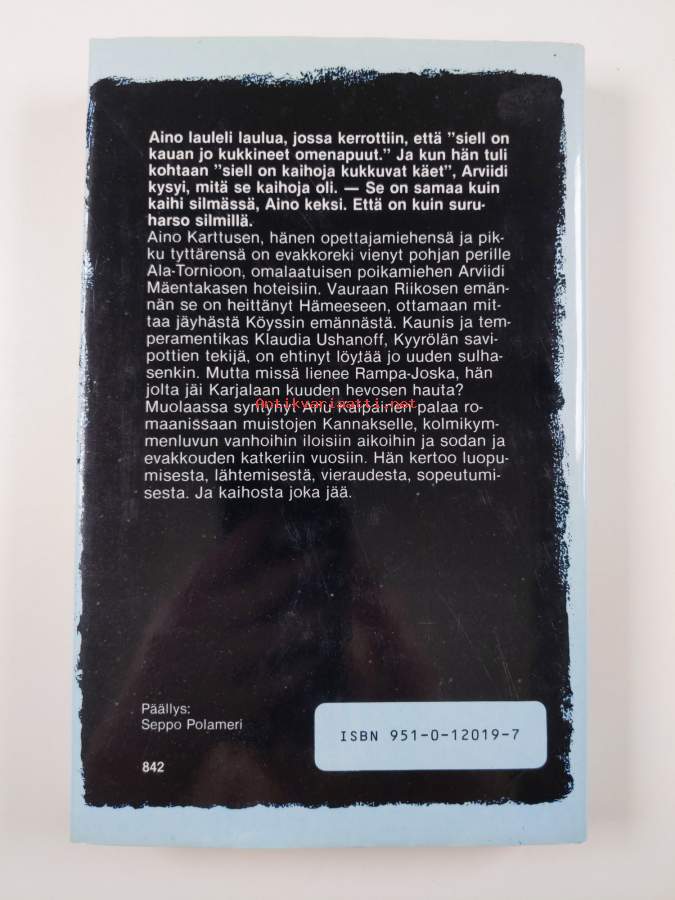 Aino lauleli laulua, jossa kerrottiin, että ”siell on
kauan jo kukkineet omenapuut.” Ja kun hän tuli
kohtaan ”siell on kaihoja kukkuvat käet”, Arviidi
kysyi, mitä se kaihoja oli. — Se on samaa kuin
kaihi silmässä, Aino keksi. Että on kuin suru-
harso silmillä.
Aino Karttusen, hänen opettajamiehensä ja pik-
ku tyttärensä on evakkoreki vienyt pohjan perille
Ala-Tornioon, omalaatuisen poikamiehen Arviidi
Mäentakasen hoteisiin. Vauraan Riikosen emän-
nän se on heittänyt Hämeeseen, ottamaan mit-
taa jäyhästä Köyssin emännästä. Kaunis ja tem-
peramentikas Klaudia Ushanoff, Kyyrölän savi-
pottien tekijä, on ehtinyt löytää jo uuden sulha-
senkin. Mutta missä lienee Rampa-Joska, hän
jolta jäi Karjalaan kuuden hevosen hauta?
Muolaassa syntynyt Anu Kaipainen palaa ro-
maanissaan muistojen Kannakselle, kolmikym-
menluvun vanhoihin iloisiin aikoihin ja sodan ja
evakkouden katkeriin vuosiin. Hän kertoo luopu-
misesta, lähtemisestä, vieraudesta, sopeutumi-
sesta. Ja kaihosta joka jää.
Antikvariaatti.net
Päällys:
Seppo Polameri
ISBN 951-0-12019-7
842